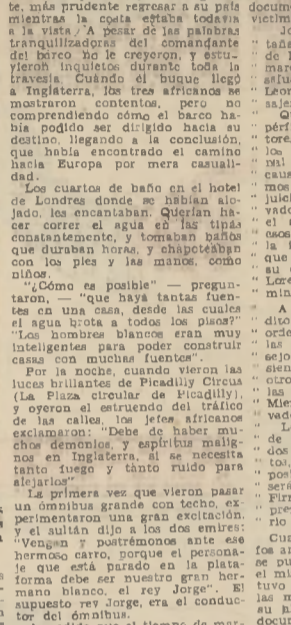 te, más prudente regresar a su país
mientras la costa estaba todavía
a la vista. A pesar de las palabras
tranquilizadoras del comandante
del barco no le creyeron, y estu-
vieron inquietos durante toda la
travesía. Cuándo el buque llegó
a Inglaterra, los tres africanos se
mostraron contentos, pero no
comprendiendo cómo el barco ha-
bía podido ser dirigido hacia su
destino, llegando a la conclusión,
que había encontrado el camino
hacia Europa por mera casuali-
dad.
Los cuartos de baño en el hotel
de Londres donde se habían alo-
jado, les encantaban. Querían ha-
cer correr el agua en las tinas
constantemente, y tomaban baños
que duraban horas, y chapoteaban
con los pies y las manos, como
niños.
"¿Cómo es posible" — pregun-
taron, — "que haya tantas fuen-
tes en una casa, desde las cuales
el agua brota a todos los pisos?"
"Los hombres blancos eran muy
inteligentes para poder construir
casas con muchas fuentes".
Por la noche, cuando vieron las
luces brillantes de Picadilly Circus
(La Plaza circular de Picadilly),
y oyeron el estruendo del tráfico
de las calles, los jefes africanos
exclamaron: "Debe de haber mu-
chos demonios, y espíritus malig-
nos en Inglaterra, si se necesita
tanto fuego y tanto ruido para
alejarlos"
La primera vez que vieron pasar
un ómnibus grande con techo, ex-
perimentaron una gran excitación,
y el sultán dijo a los dos emires:
"Vengan y postrémonos ante ese
hermoso carro, porque el persona-
je que está parado en la plata-
forma debe ser nuestro gran her-
mano blanco, el rey Jorge". El
supuesto rey Jorge, era el conduc-
tor del ómnibus.